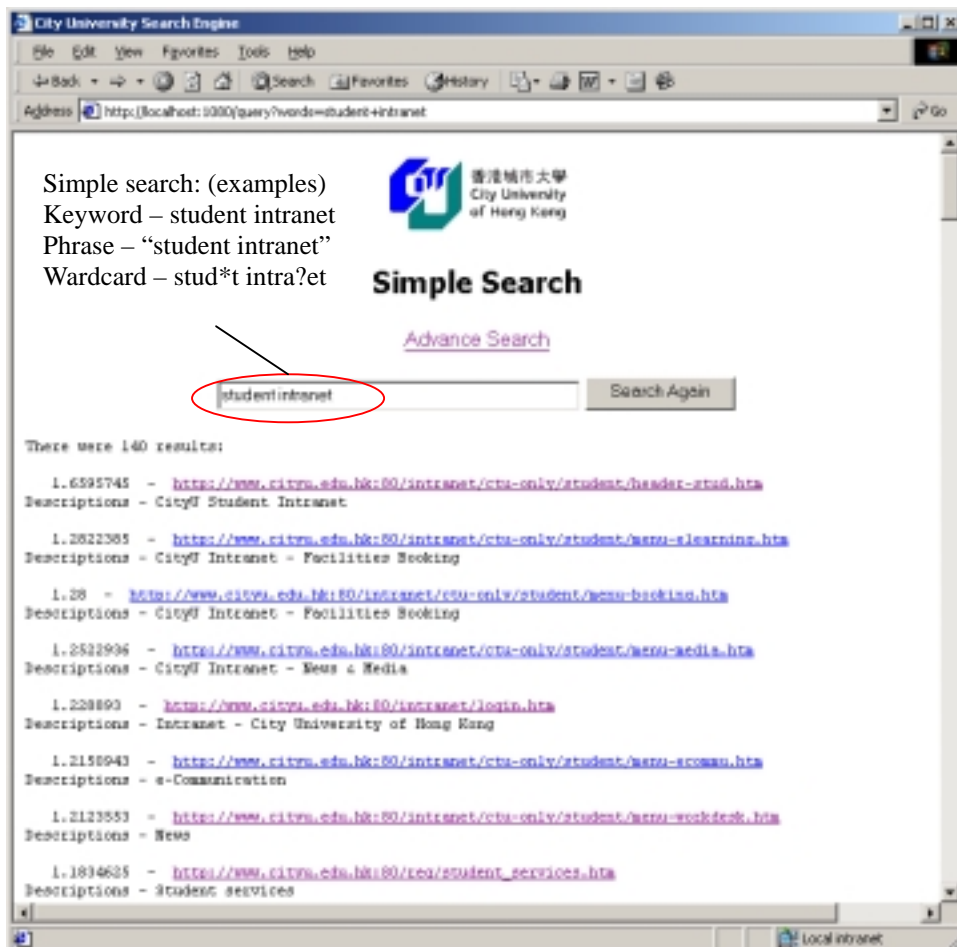 City University Search Engine
File Edit View Favorites Tools Help
Back Search Favorites History
Address http://localhost:1080/query?words=student+intranet Go
Simple search: (examples)
Keyword – student intranet
Phrase – “student intranet”
Wardcard – stud*t intra?et
香港城市大學
City University
of Hong Kong
Simple Search
Advance Search
student intranet Search Again
There were 140 results:
1.6595745 - http://www.cityu.edu.hk:80/intranet/ctu-only/student/header-stud.htm
Descriptions - CityU Student Intranet
1.2822385 - http://www.cityu.edu.hk:80/intranet/ctu-only/student/menu-elearning.htm
Descriptions - CityU Intranet - Facilities Booking
1.28 - http://www.cityu.edu.hk:80/intranet/ctu-only/student/menu-booking.htm
Descriptions - CityU Intranet - Facilities Booking
1.2522936 - http://www.cityu.edu.hk:80/intranet/ctu-only/student/menu-media.htm
Descriptions - CityU Intranet - News & Media
1.228893 - http://www.cityu.edu.hk:80/intranet/login.htm
Descriptions - Intranet - City University of Hong Kong
1.2150943 - http://www.cityu.edu.hk:80/intranet/ctu-only/student/menu-ecommu.htm
Descriptions - e-Communication
1.2123553 - http://www.cityu.edu.hk:80/intranet/ctu-only/student/menu-workdesk.htm
Descriptions - News
1.1834625 - http://www.cityu.edu.hk:80/reg/student_services.htm
Descriptions - Student services
Local intranet